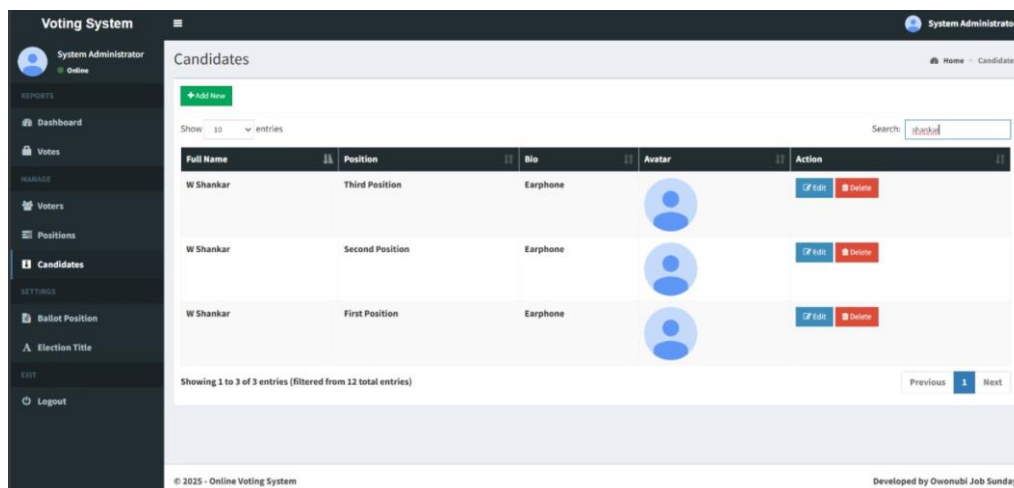 Voting System
System Administrato
System Administrator
Online
Candidates
Home > Candidate
REPORTS
Add New
Dashboard
Show 10 entries
Search: shankar
Votes
Full Name Position Bio Avatar Action
MANAGE
W Shankar Third Position Earphone Edit Delete
Voters
Positions
W Shankar Second Position Earphone Edit Delete
Candidates
SETTINGS
Ballot Position
W Shankar First Position Earphone Edit Delete
A Election Title
EXIT
Showing 1 to 3 of 3 entries (filtered from 12 total entries)
Previous 1 Next
Logout
© 2025 - Online Voting System
Developed by Owonubi Job Sunday